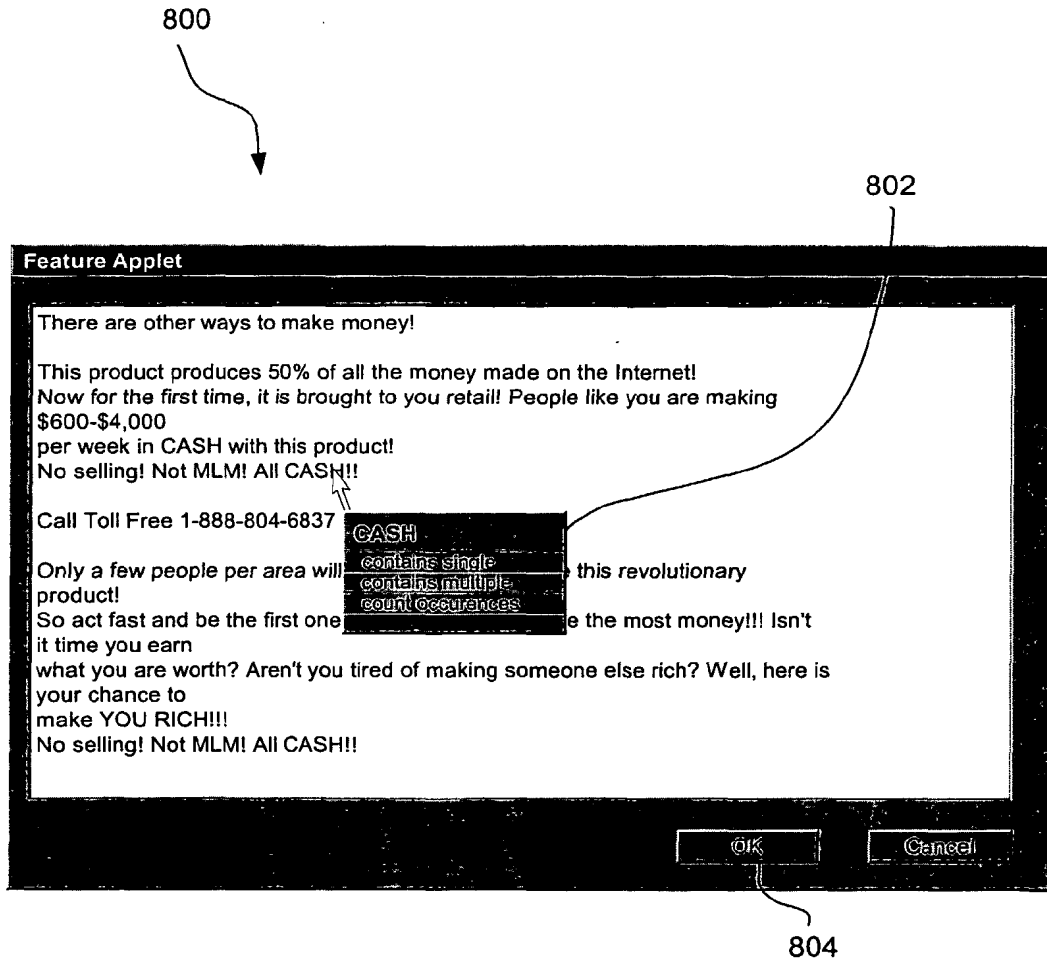 800
802
Feature Applet
There are other ways to make money!
This product produces 50% of all the money made on the Internet!
Now for the first time, it is brought to you retail! People like you are making
$600-$4,000
per week in CASH with this product!
No selling! Not MLM! All CASH!!
Call Toll Free 1-888-804-6837
CASH
contains single
contains multiple
count occurences
Only a few people per area will this revolutionary
product!
So act fast and be the first one e the most money!!! Isn't
it time you earn
what you are worth? Aren't you tired of making someone else rich? Well, here is
your chance to
make YOU RICH!!!
No selling! Not MLM! All CASH!!
OK Cancel
804